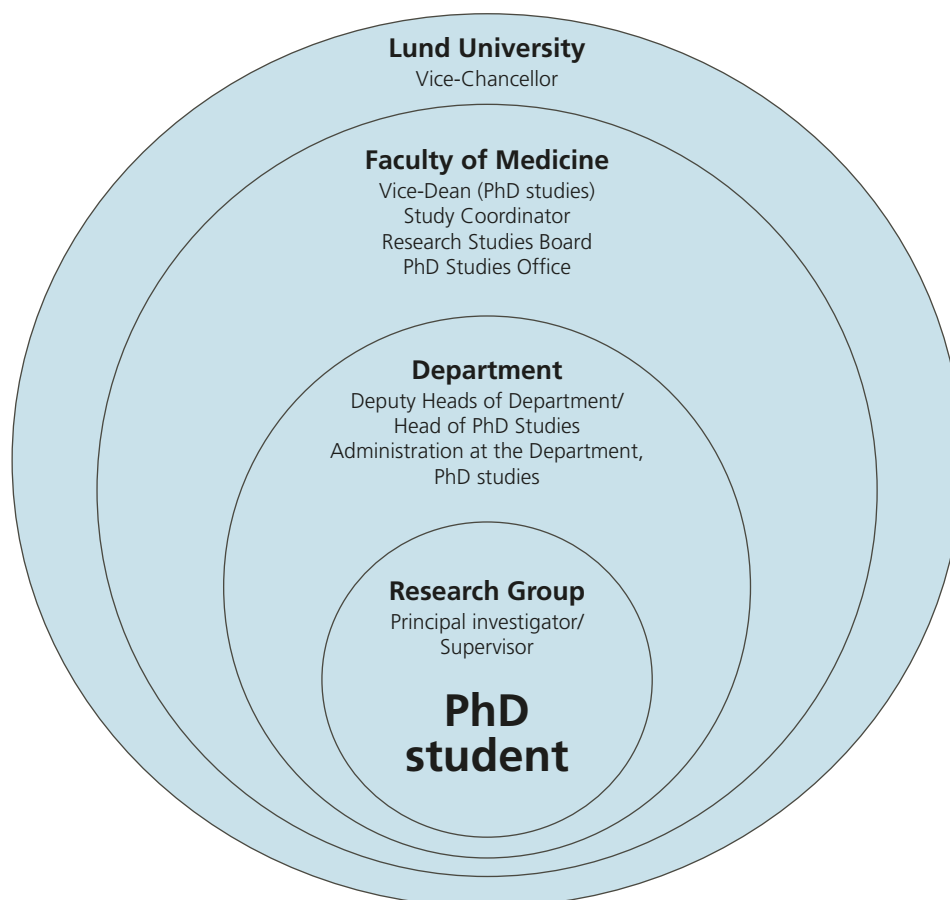 Lund University
Vice-Chancellor
Faculty of Medicine
Vice-Dean (PhD studies)
Study Coordinator
Research Studies Board
PhD Studies Office
Department
Deputy Heads of Department/
Head of PhD Studies
Administration at the Department,
PhD studies
Research Group
Principal investigator/
Supervisor
PhD
student